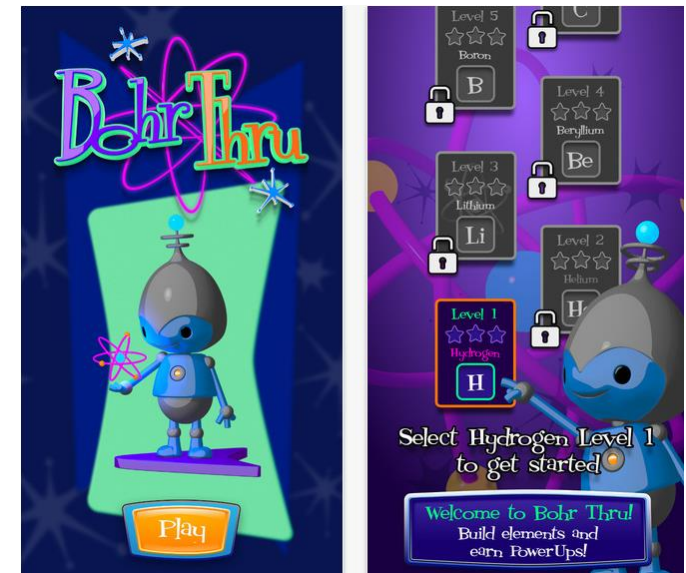 Bohr Thru
Play
Level 5
Boron
B
C
Level 4
Beryllium
Be
Level 3
Lithium
Li
Level 2
Helium
Level 1
Hydrogen
H
Select Hydrogen Level 1
to get started
Welcome to Bohr Thru!
Build elements and
earn PowerUps!